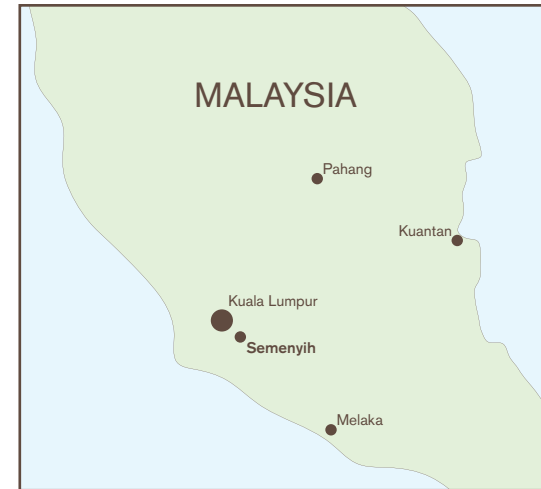 MALAYSIA
Pahang
Kuantan
Kuala Lumpur
Semenyih
Melaka